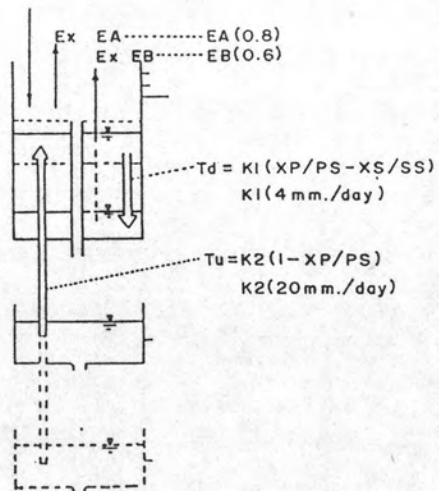 Ex EA EA(0.8)
Ex EB EB(0.6)
Td = K1(XP/PS-XS/SS)
K1(4mm./day)
Tu=K2(1-XP/PS)
K2(20mm./day)